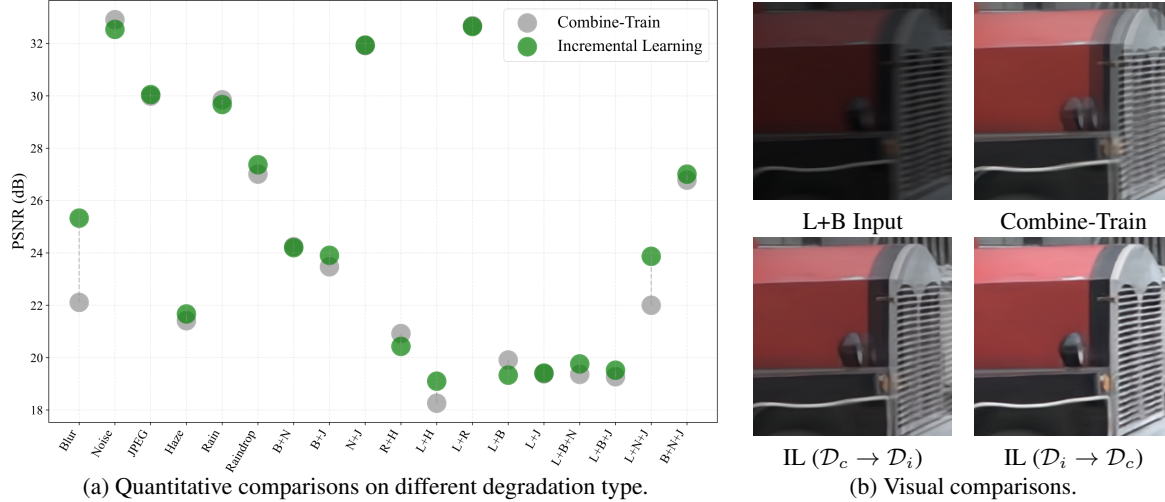 32
30
28
26
24
22
20
18
PSNR (dB)
Combine-Train
Incremental Learning
Blur
Noise
JPEG
Haze
Rain
Raindrop
B+N
B+J
N+J
R+H
L+H
L+R
L+B
L+J
L+B+N
L+B+J
L+N+J
B+N+J
(a) Quantitative comparisons on different degradation type.
L+B Input
Combine-Train
IL (𝒟c → 𝒟i)
IL (𝒟i → 𝒟c)
(b) Visual comparisons.